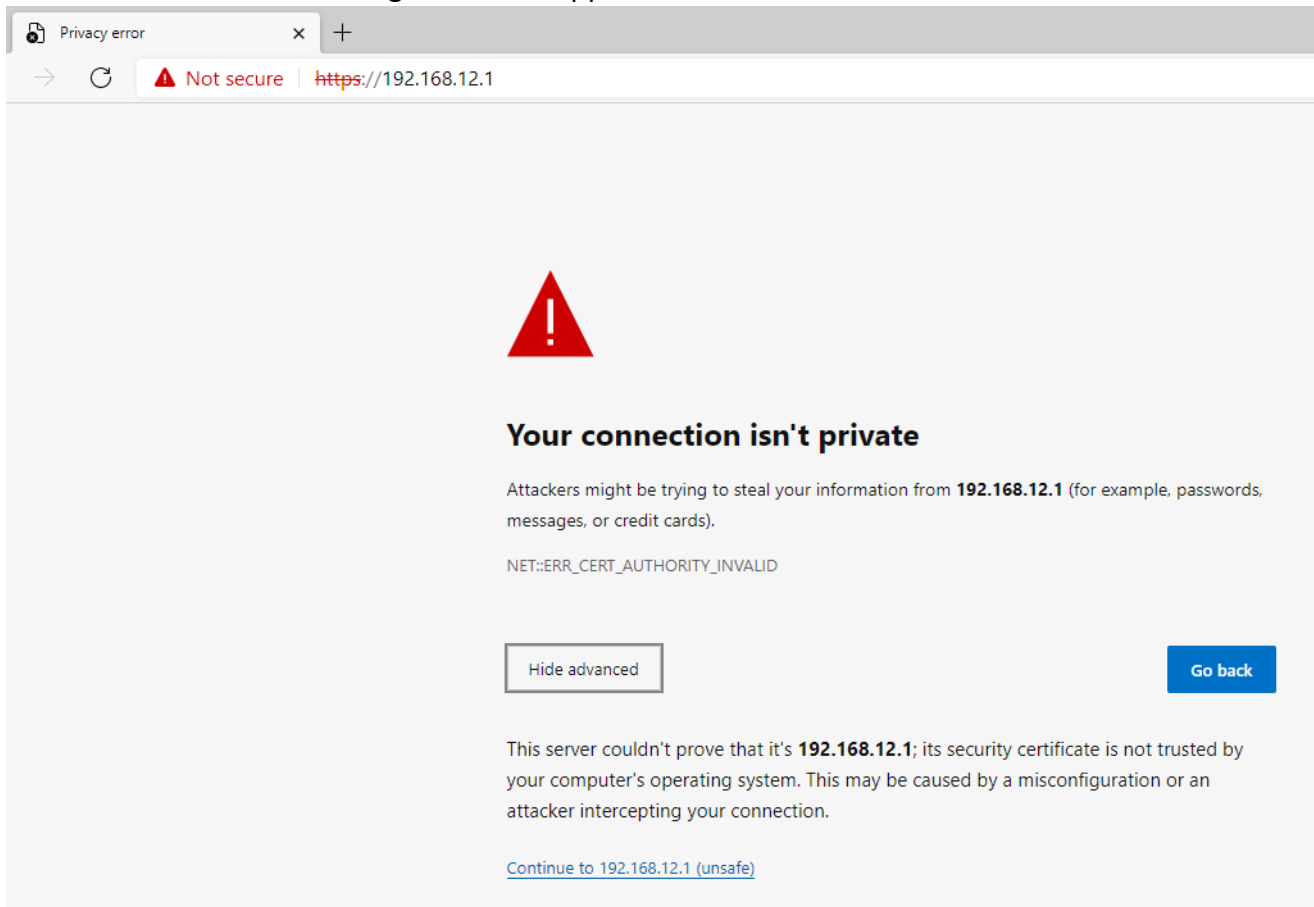 Privacy error
Not secure https://192.168.12.1
Your connection isn't private
Attackers might be trying to steal your information from 192.168.12.1 (for example, passwords,
messages, or credit cards).
NET::ERR_CERT_AUTHORITY_INVALID
Hide advanced
Go back
This server couldn't prove that it's 192.168.12.1; its security certificate is not trusted by
your computer's operating system. This may be caused by a misconfiguration or an
attacker intercepting your connection.
Continue to 192.168.12.1 (unsafe)